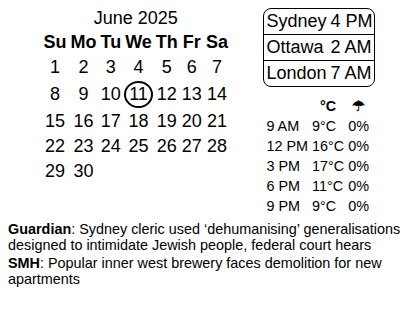 June 2025
Su Mo Tu We Th Fr Sa
1 2 3 4 5 6 7
8 9 10 11 12 13 14
15 16 17 18 19 20 21
22 23 24 25 26 27 28
29 30
Sydney 4 PM
Ottawa 2 AM
London 7 AM
°C ☂
9 AM 9°C 0%
12 PM 16°C 0%
3 PM 17°C 0%
6 PM 11°C 0%
9 PM 9°C 0%
Guardian: Sydney cleric used ‘dehumanising’ generalisations
designed to intimidate Jewish people, federal court hears
SMH: Popular inner west brewery faces demolition for new
apartments